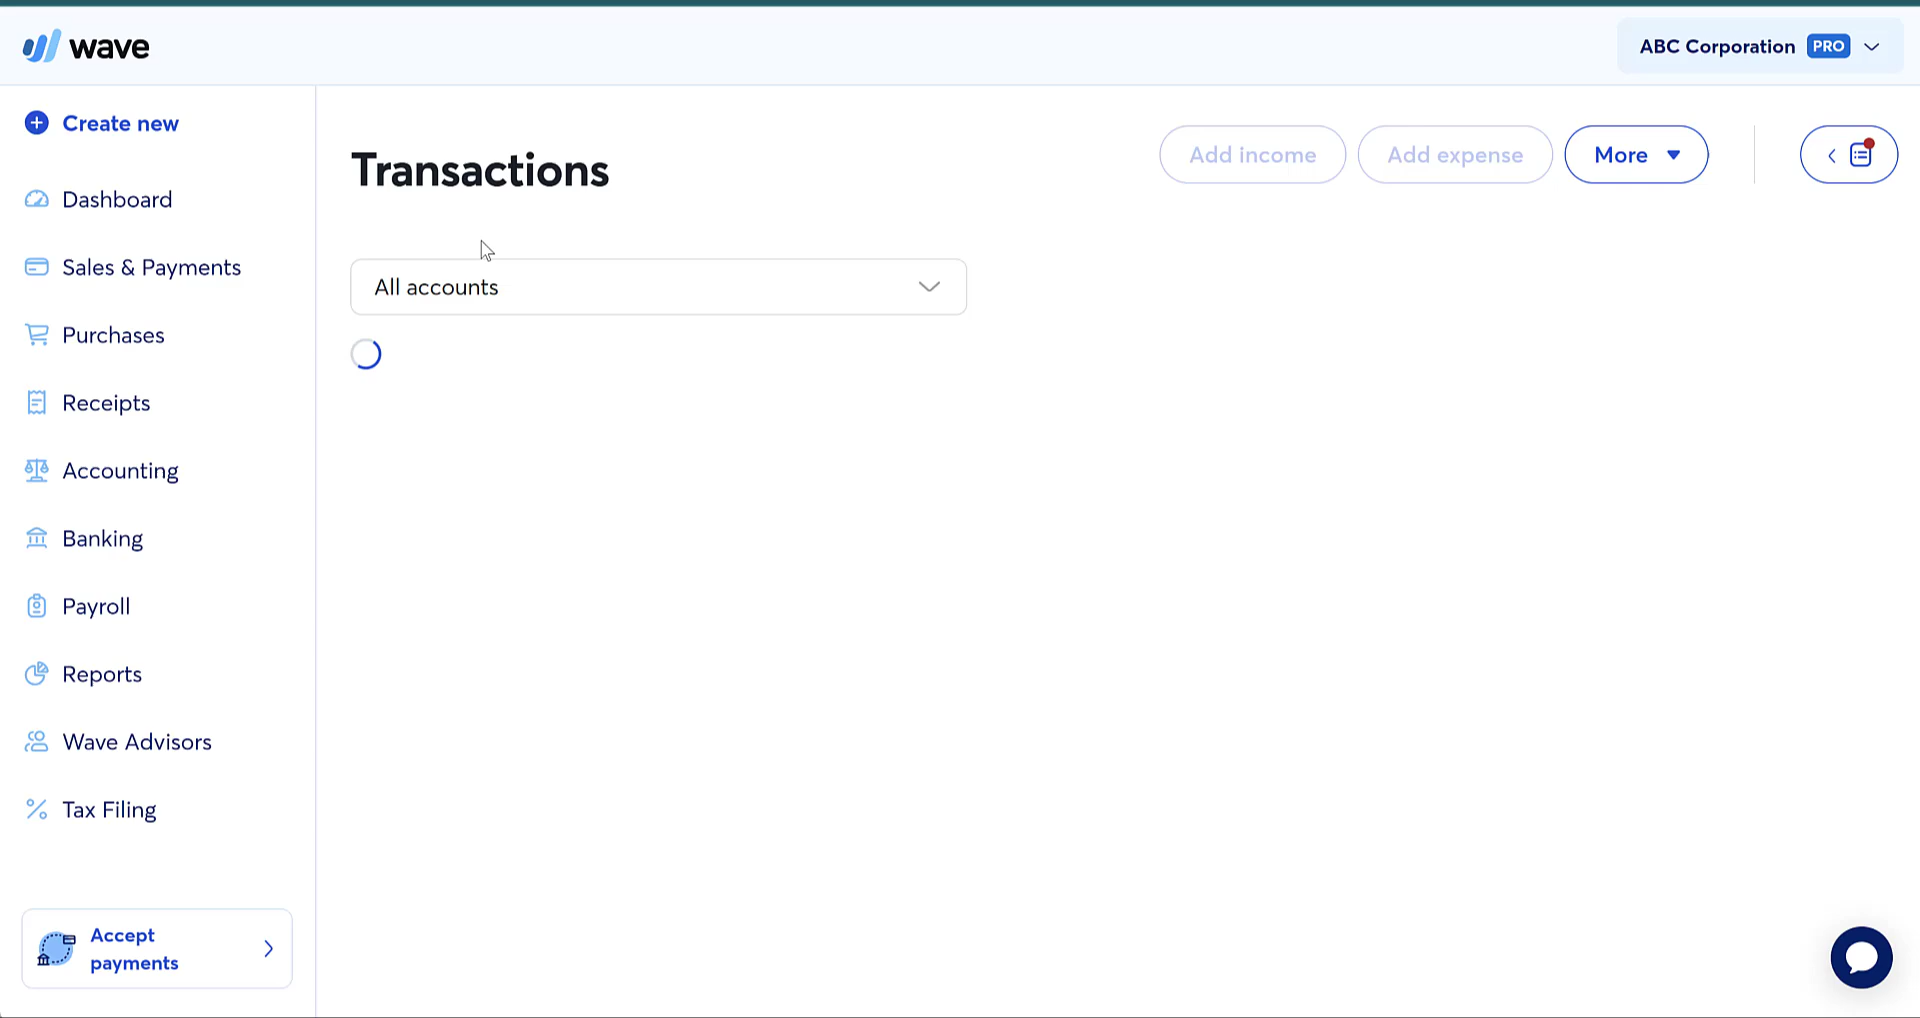 wave
ABC Corporation PRO
Create new
Dashboard
Sales & Payments
Purchases
Receipts
Accounting
Banking
Payroll
Reports
Wave Advisors
Tax Filing
Accept
payments
Transactions
Add income
Add expense
More
All accounts